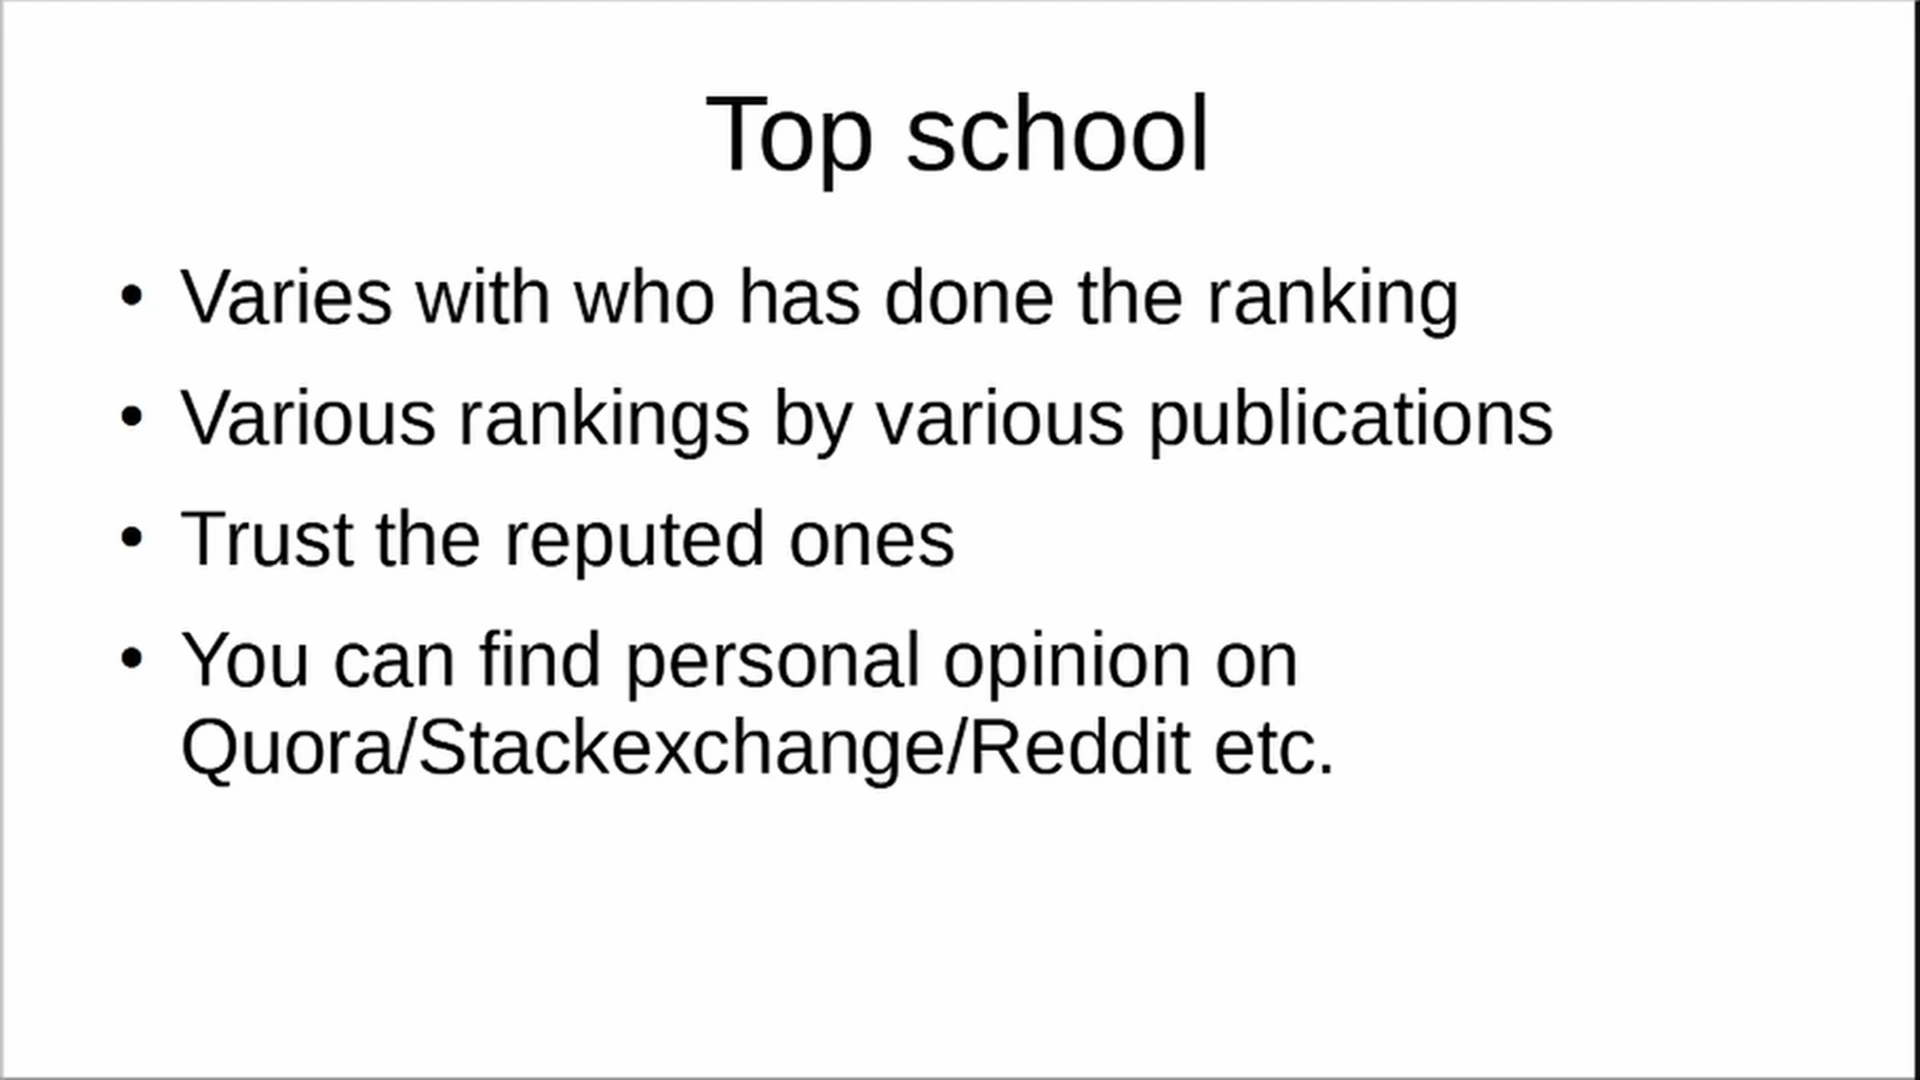 Top school
• Varies with who has done the ranking
• Various rankings by various publications
• Trust the reputed ones
• You can find personal opinion on
Quora/Stackexchange/Reddit etc.